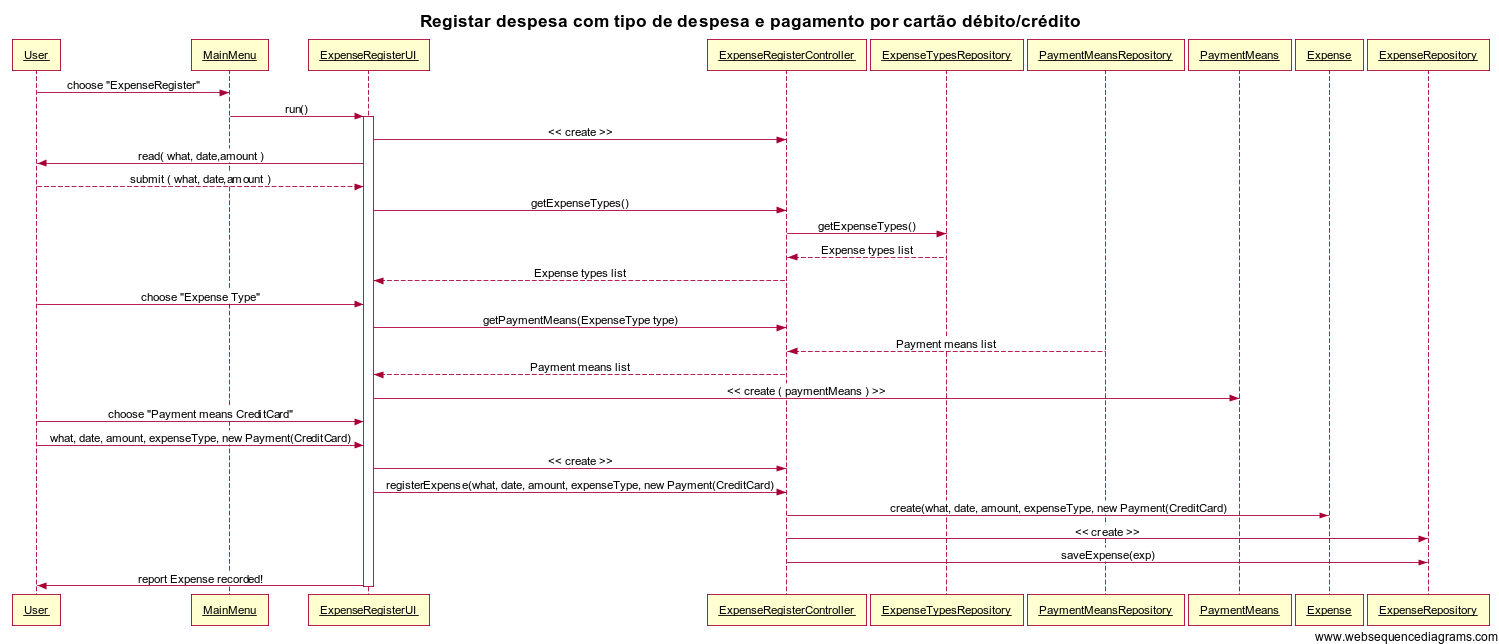 Registar despesa com tipo de despesa e pagamento por cartão débito/crédito
User MainMenu ExpenseRegisterUI ExpenseRegisterController ExpenseTypesRepository PaymentMeansRepository PaymentMeans Expense ExpenseRepository
choose "ExpenseRegister"
run()
<< create >>
read( what, date,amount )
submit ( what, date,amount )
getExpenseTypes()
getExpenseTypes()
Expense types list
Expense types list
choose "Expense Type"
getPaymentMeans(ExpenseType type)
Payment means list
Payment means list
<< create ( paymentMeans ) >>
choose "Payment means CreditCard"
what, date, amount, expenseType, new Payment(CreditCard)
<< create >>
registerExpense(what, date, amount, expenseType, new Payment(CreditCard)
create(what, date, amount, expenseType, new Payment(CreditCard)
<< create >>
saveExpense(exp)
report Expense recorded!
User MainMenu ExpenseRegisterUI ExpenseRegisterController ExpenseTypesRepository PaymentMeansRepository PaymentMeans Expense ExpenseRepository
www.websequencediagrams.com